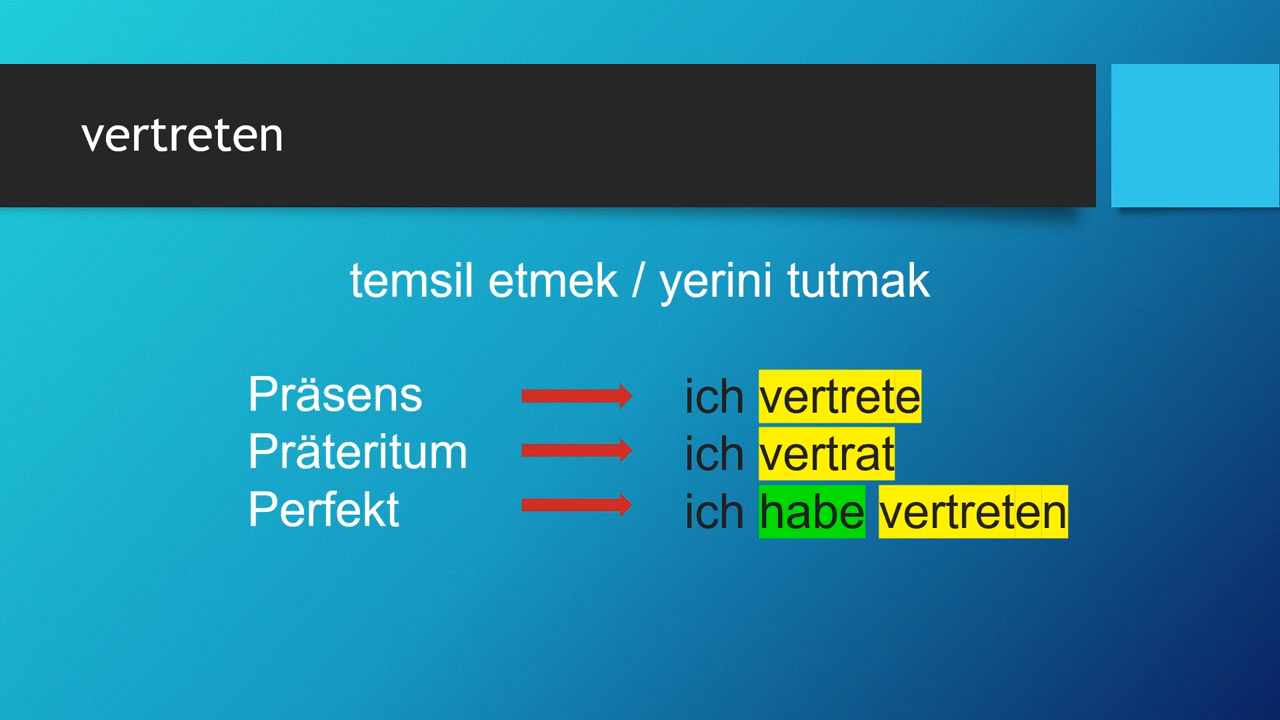 vertreten
temsil etmek / yerini tutmak
Präsens ich vertrete
Präteritum ich vertrat
Perfekt ich habe vertreten